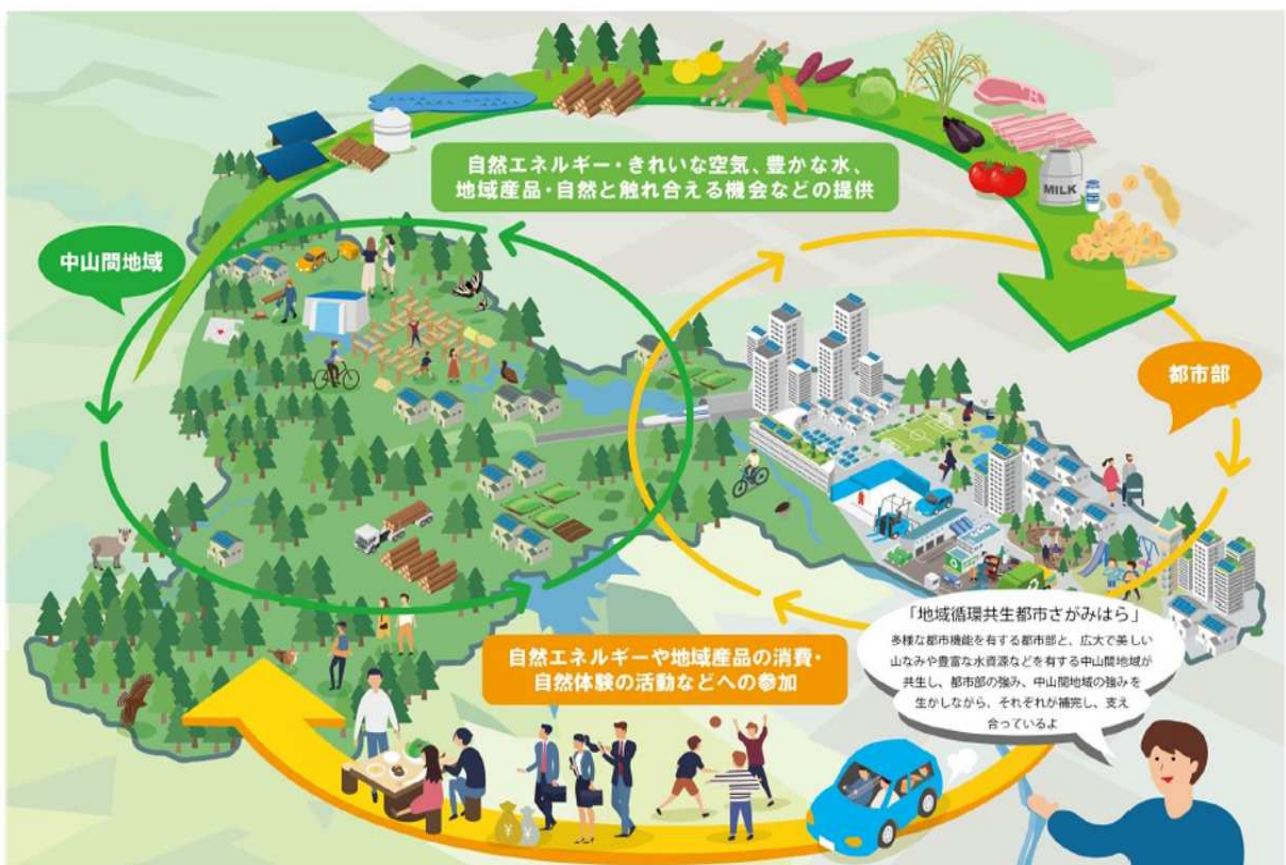 自然エネルギー・きれいな空気、豊かな水、
地域産品・自然と触れ合える機会などの提供
MILK
中山間地域
都市部
「地域循環共生都市さがみはら」
多様な都市機能を有する都市部と、広大で美しい
山なみや豊富な水資源などを有する中山間地域が
共生し、都市部の強み、中山間地域の強みを
生かしながら、それぞれが補完し、支え
合っているよ
自然エネルギーや地域産品の消費・
自然体験の活動などへの参加
¥
¥